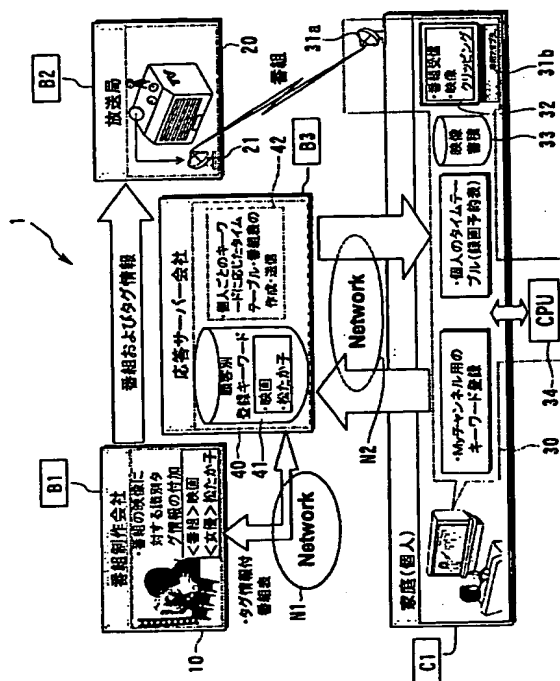 1
B1
番組制作会社
・番組の映像に
対する識別タ
グ情報の付加
<番組>映画
<女優>松たか子
10
番組およびタグ情報
B2
放送局
20
21
番組
・タグ情報付
番組表
N1
Network
応答サーバー会社
顧客別
登録キーワード
・映画
・松たか子
40
41
個人ごとのキーワ
ードに応じたタイム
テーブル・番組表の
作成・送信
42
B3
Network
N2
C1
家庭(個人)
・Myチャンネル用の
キーワード登録
30
・個人のタイムテー
ブル(録画予約表)
CPU
34
映像
蓄積
33
・番組受信
・映像
クリッピング
32
31a
31b